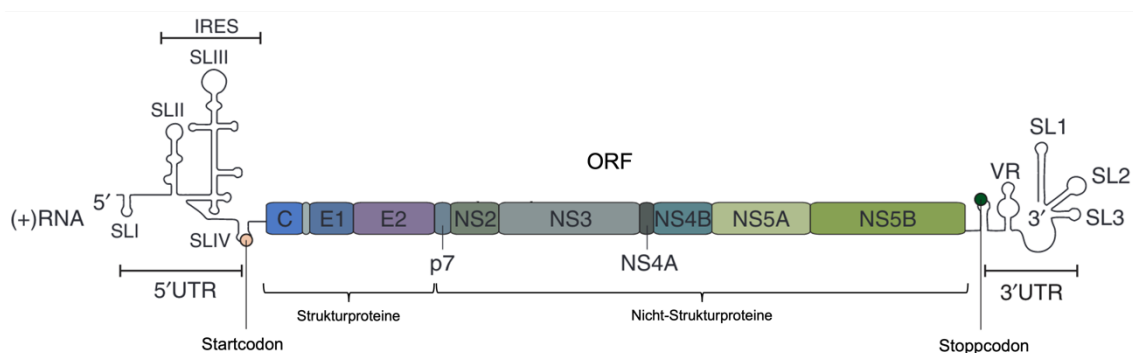 IRES
SLIII
SLII
ORF
SL1
VR
SL2
5′
(+)RNA
SLI
SLIV
C E1 E2 NS2 NS3 NS4B NS5A NS5B
3′
SL3
p7
NS4A
5′UTR
3′UTR
Strukturproteine
Nicht-Strukturproteine
Startcodon
Stoppcodon